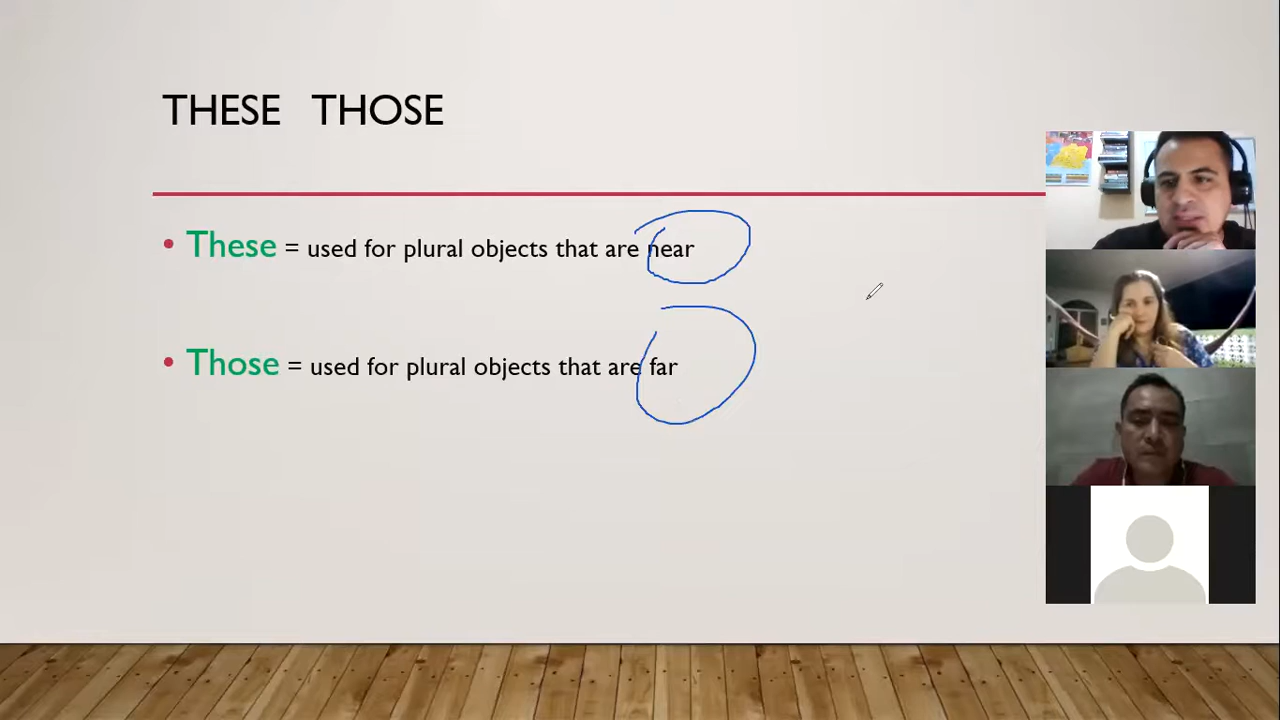 THESE THOSE
• These = used for plural objects that are near
• Those = used for plural objects that are far